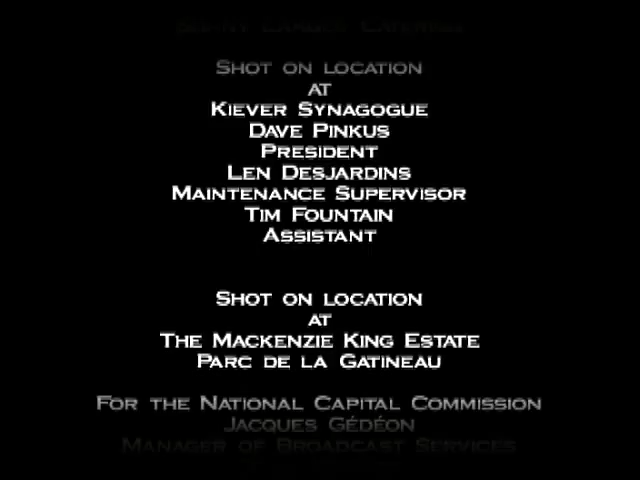 Shot on location
at
Kiever Synagogue
Dave Pinkus
President
Len Desjardins
Maintenance Supervisor
Tim Fountain
Assistant
Shot on location
at
The Mackenzie King Estate
Parc de la Gatineau
For the National Capital Commission
Jacques Gédéon
Manager of Broadcast Services